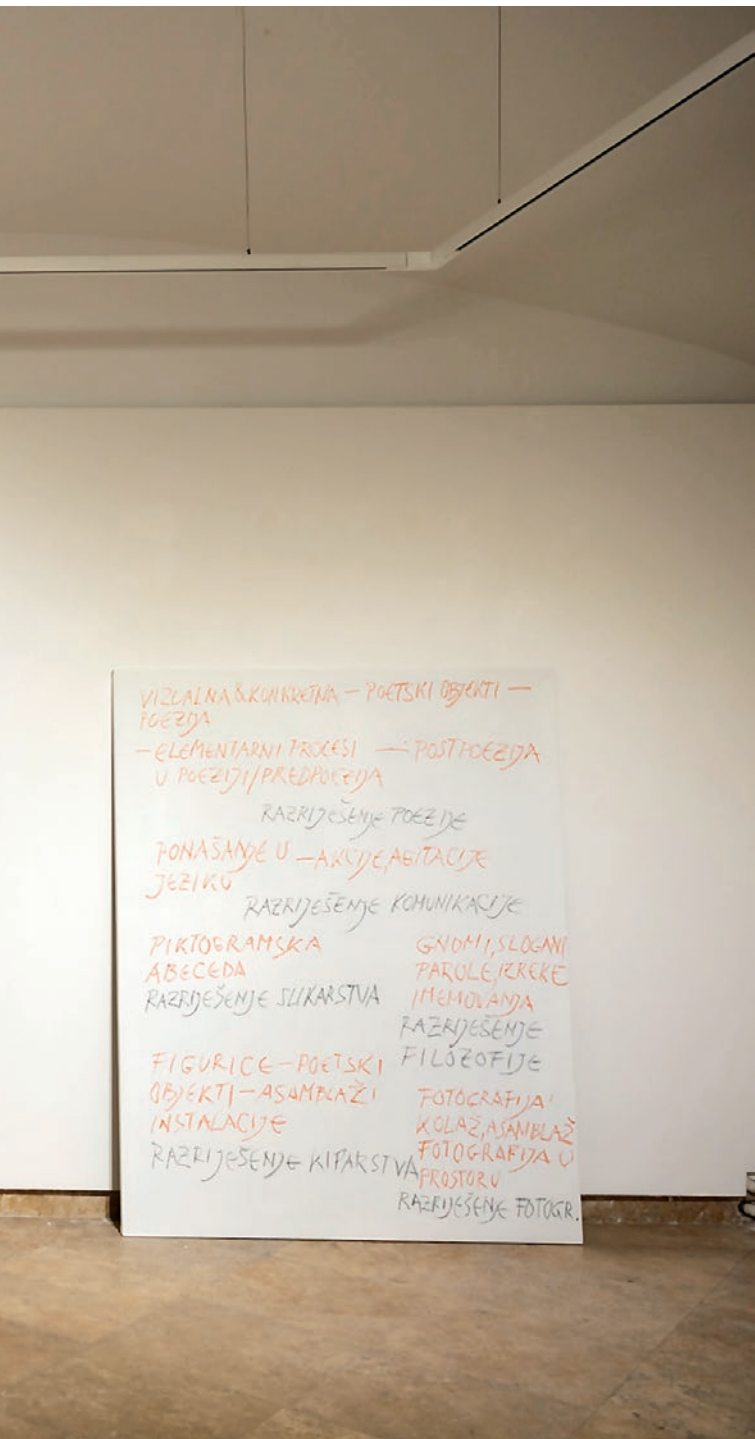 VIZUALNA & KONKRETNA – POETSKI OBJEKTI –
POEZIJA
– ELEMENTARNI PROCESI – POSTPOEZIJA
U POEZIJI/PREDPOEZIJA
RAZRIJEŠENJE POEZIJE
PONAŠANJE U – AKCIJE, AGITACIJE
JEZIKU
RAZRIJEŠENJE KOMUNIKACIJE
PIKTOGRAMSKA
ABECEDA
RAZRIJEŠENJE SLIKARSTVA
GNOMI, SLOGANI
PAROLE, IZREKE
IMENOVANJA
RAZRIJEŠENJE
FILOZOFIJE
FIGURICE – POETSKI
OBJEKTI – ASAMBLAŽI
INSTALACIJE
RAZRIJEŠENJE KIPARSTVA
FOTOGRAFIJA'
KOLAŽ, ASAMBLAŽ
FOTOGRAFIJA U
PROSTORU
RAZRIJEŠENJE FOTOGR.